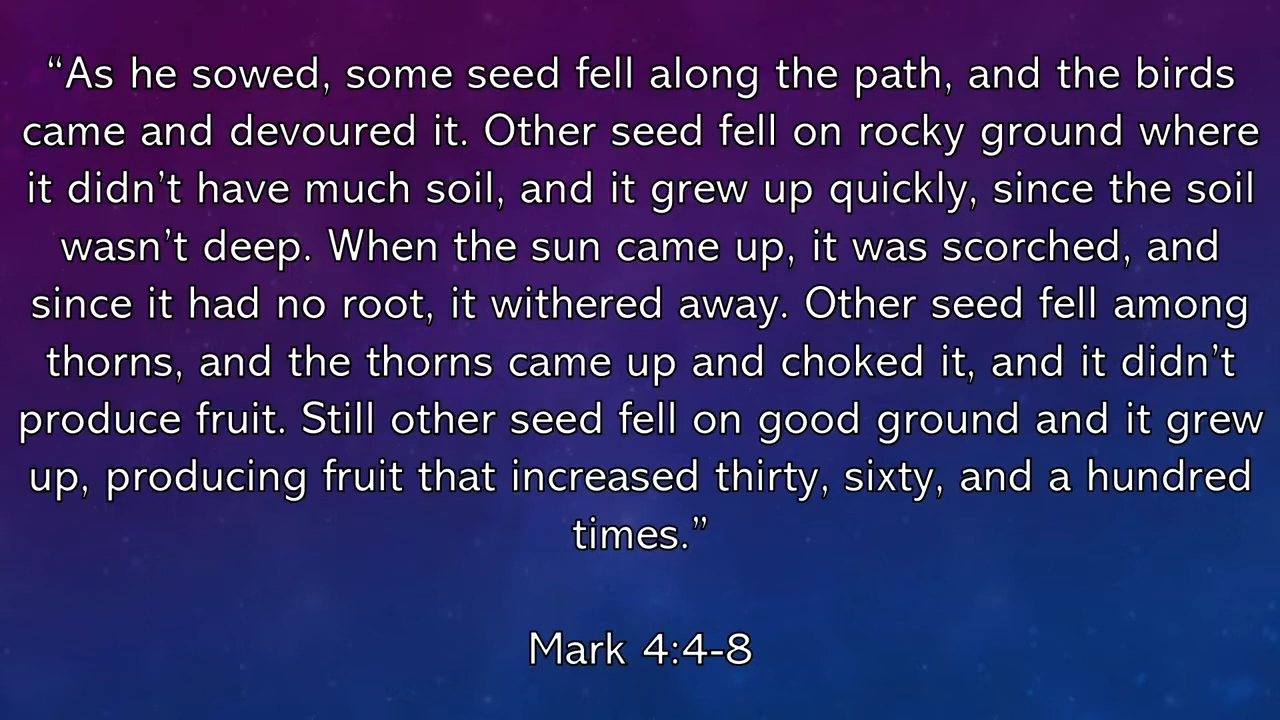 “As he sowed, some seed fell along the path, and the birds
came and devoured it. Other seed fell on rocky ground where
it didn’t have much soil, and it grew up quickly, since the soil
wasn’t deep. When the sun came up, it was scorched, and
since it had no root, it withered away. Other seed fell among
thorns, and the thorns came up and choked it, and it didn’t
produce fruit. Still other seed fell on good ground and it grew
up, producing fruit that increased thirty, sixty, and a hundred
times.”
Mark 4:4-8